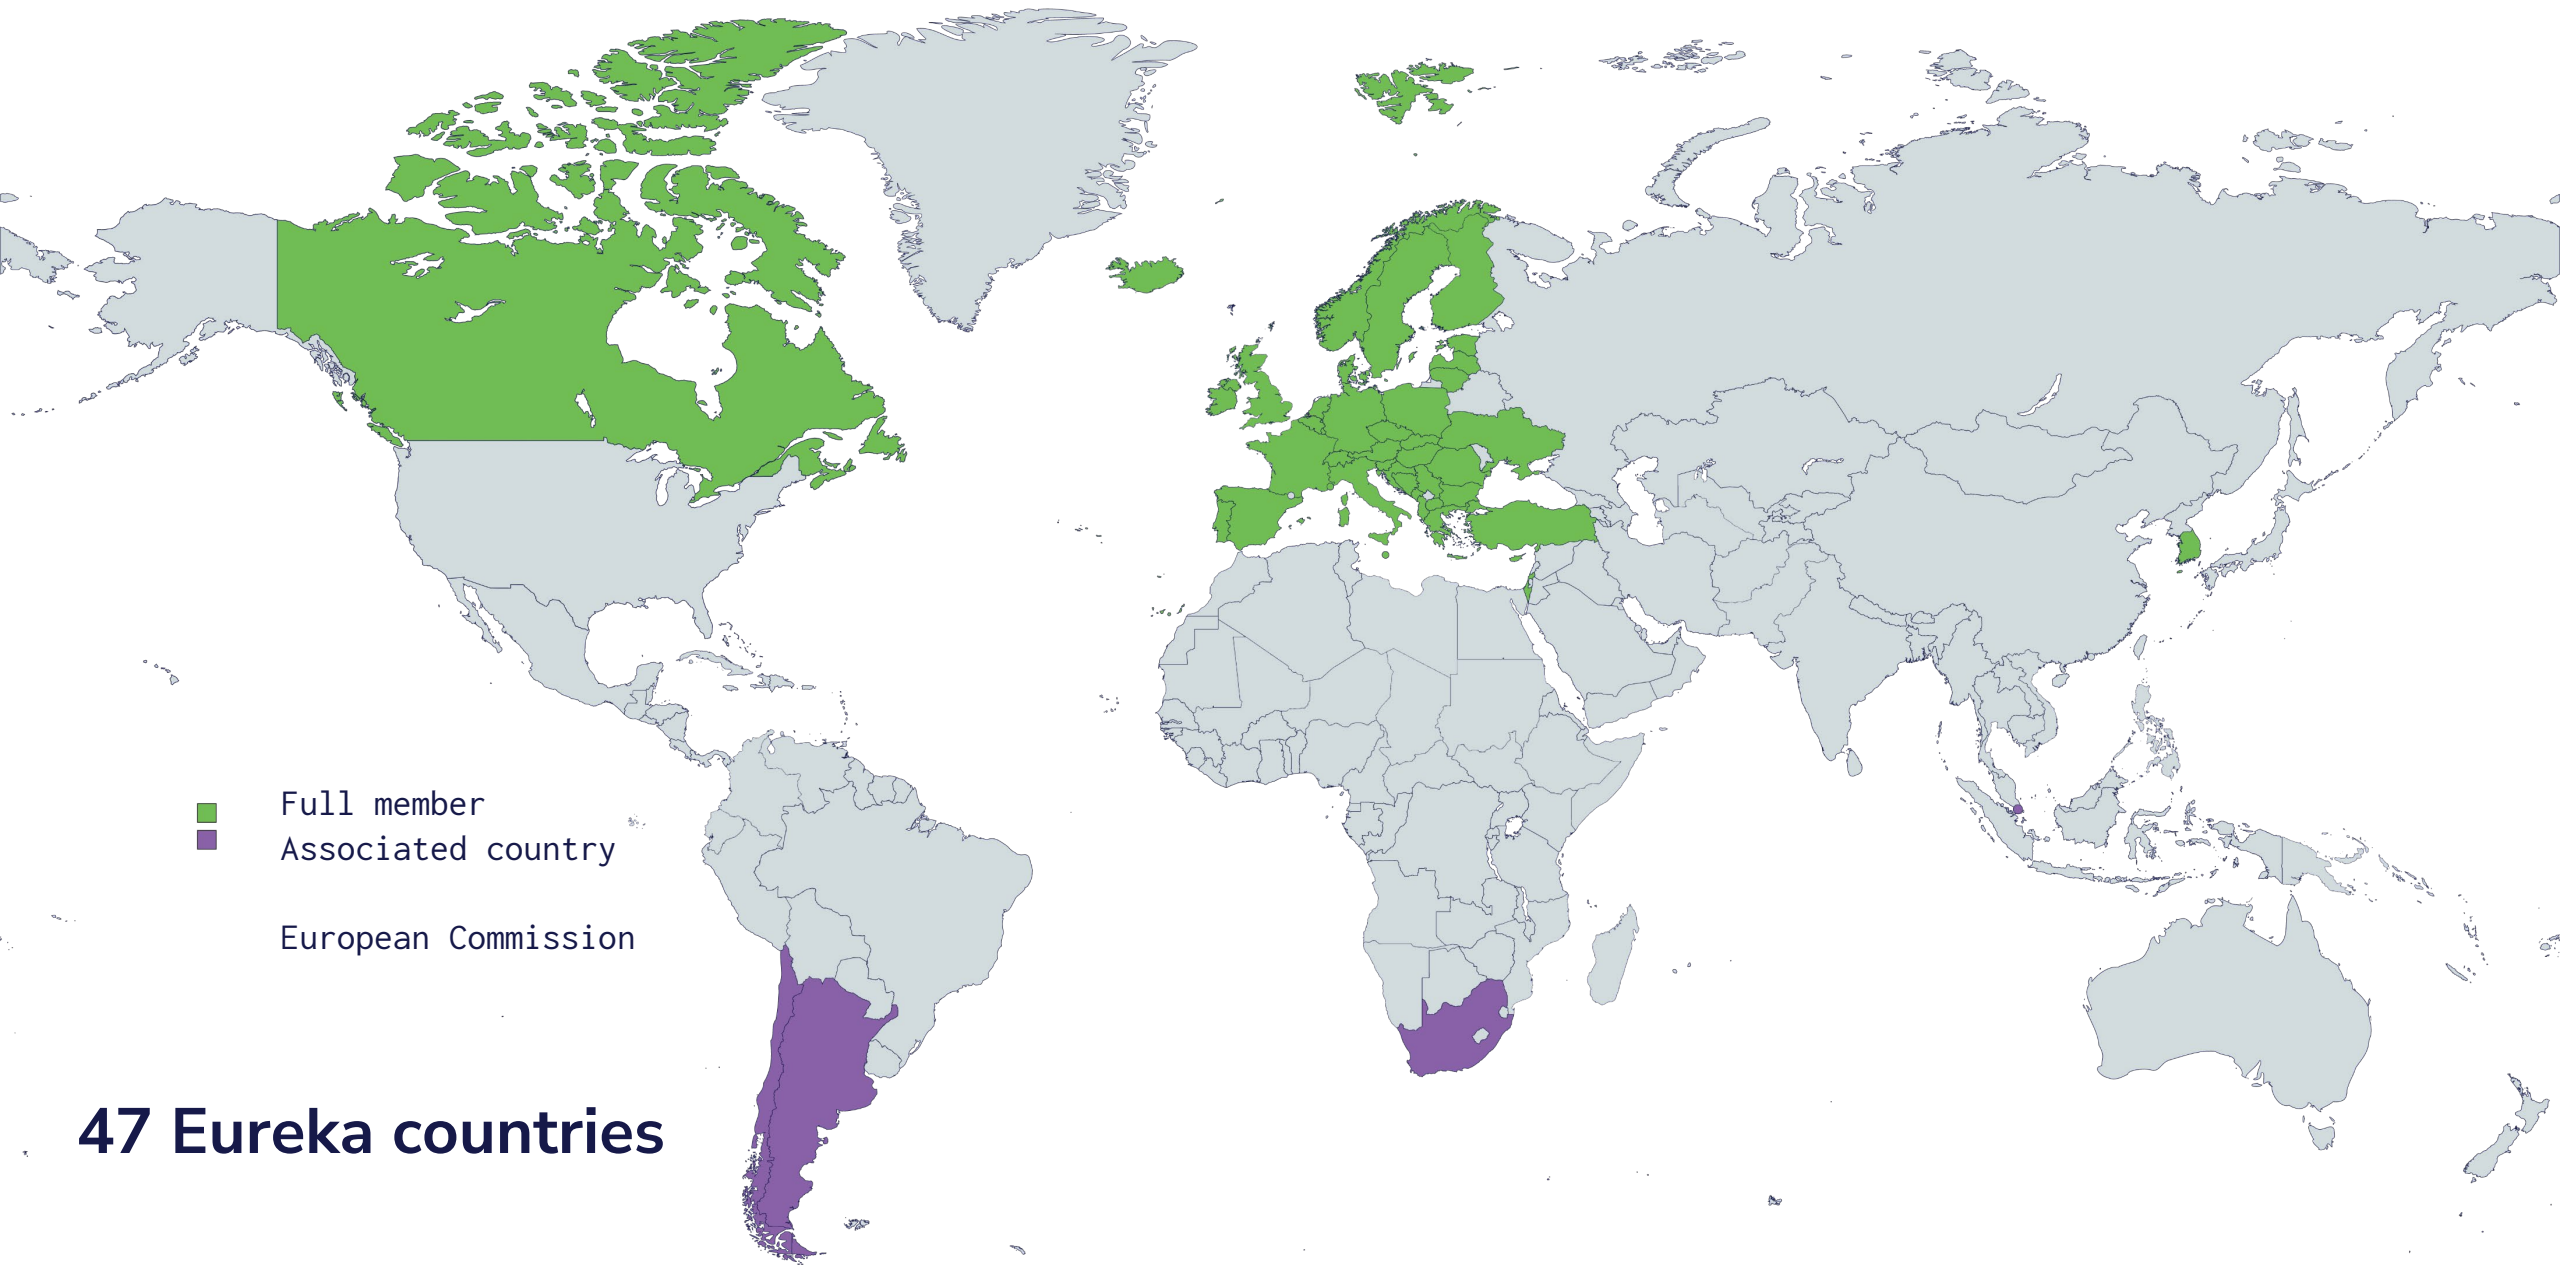 Full member
Associated country
European Commission
47 Eureka countries